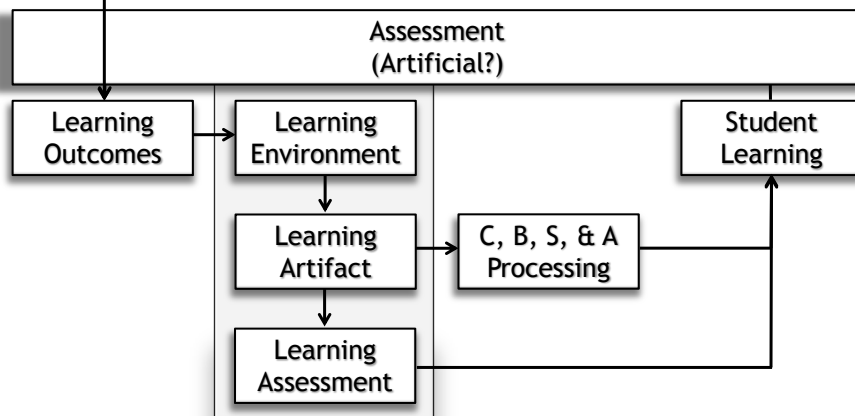 Assessment
(Artificial?)
Learning
Outcomes
Learning
Environment
Student
Learning
Learning
Artifact
C, B, S, & A
Processing
Learning
Assessment